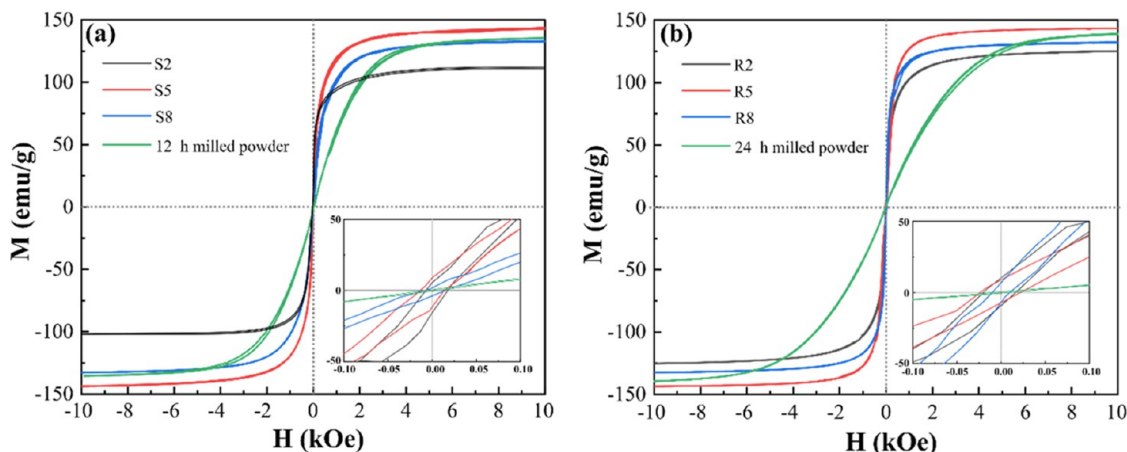 (a)
S2
S5
S8
12 h milled powder
M (emu/g)
150
100
50
0
-50
-100
-150
-10 -8 -6 -4 -2 0 2 4 6 8 10
H (kOe)
50
0
-50
-0.10 -0.05 0.00 0.05 0.10
(b)
R2
R5
R8
24 h milled powder
M (emu/g)
150
100
50
0
-50
-100
-150
-10 -8 -6 -4 -2 0 2 4 6 8 10
H (kOe)
50
0
-50
-0.10 -0.05 0.00 0.05 0.10